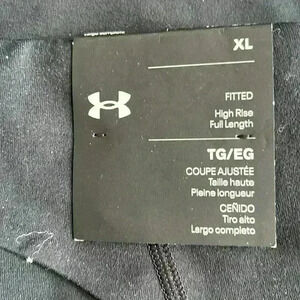 XL
FITTED
High Rise
Full Length
TG/EG
COUPE AJUSTÉE
Taille haute
Pleine longueur
CEÑIDO
Tiro alto
Largo completo